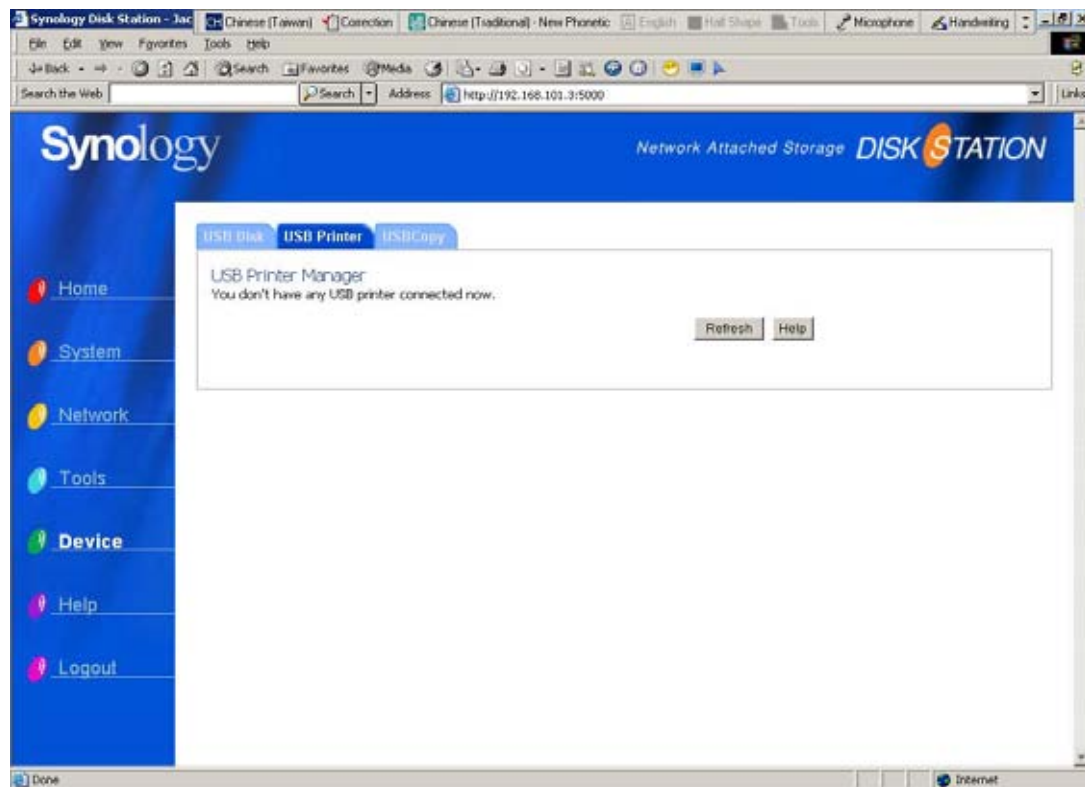 Synology Disk Station - Jac
CH Chinese (Taiwan) Correction Chinese (Traditional) - New Phonetic English Half Shape Tools Microphone Handwriting
File Edit View Favorites Tools Help
Back Search Favorites Media
Search the Web Search Address http://192.168.101.3:5000 Links
Synology
Network Attached Storage DISK STATION
USB Disk USB Printer USBCopy
USB Printer Manager
You don't have any USB printer connected now.
Refresh Help
Home
System
Network
Tools
Device
Help
Logout
Done Internet